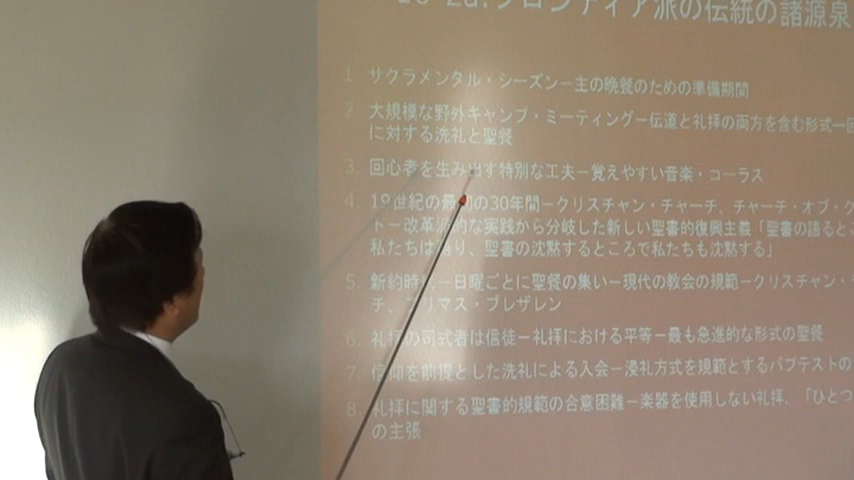 10-2a.フロンティア派の伝統の諸源泉
1. サクラメンタル・シーズンー主の晩餐のための準備期間
2. 大規模な野外キャンプ・ミーティングー伝道と礼拝の両方を含む形式ー回
に対する洗礼と聖餐
3. 回心者を生み出す特別な工夫ー覚えやすい音楽・コーラス
4. 19世紀の最初の30年間ークリスチャン・チャーチ、チャーチ・オブ・ク
トー改革派的な実践から分岐した新しい聖書的復興主義「聖書の語るとこ
私たちは語り、聖書の沈黙するところで私たちも沈黙する」
5. 新約時代ー日曜ごとに聖餐の集いー現代の教会の規範ークリスチャン・
チ、プリマス・ブレザレン
6. 礼拝の司式者は信徒ー礼拝における平等ー最も急進的な形式の聖餐
7. 信仰を前提とした洗礼による入会ー浸礼方式を規範とするバプテストの
8. 礼拝に関する聖書的規範の合意困難ー楽器を使用しない礼拝、「ひとつ
の主張